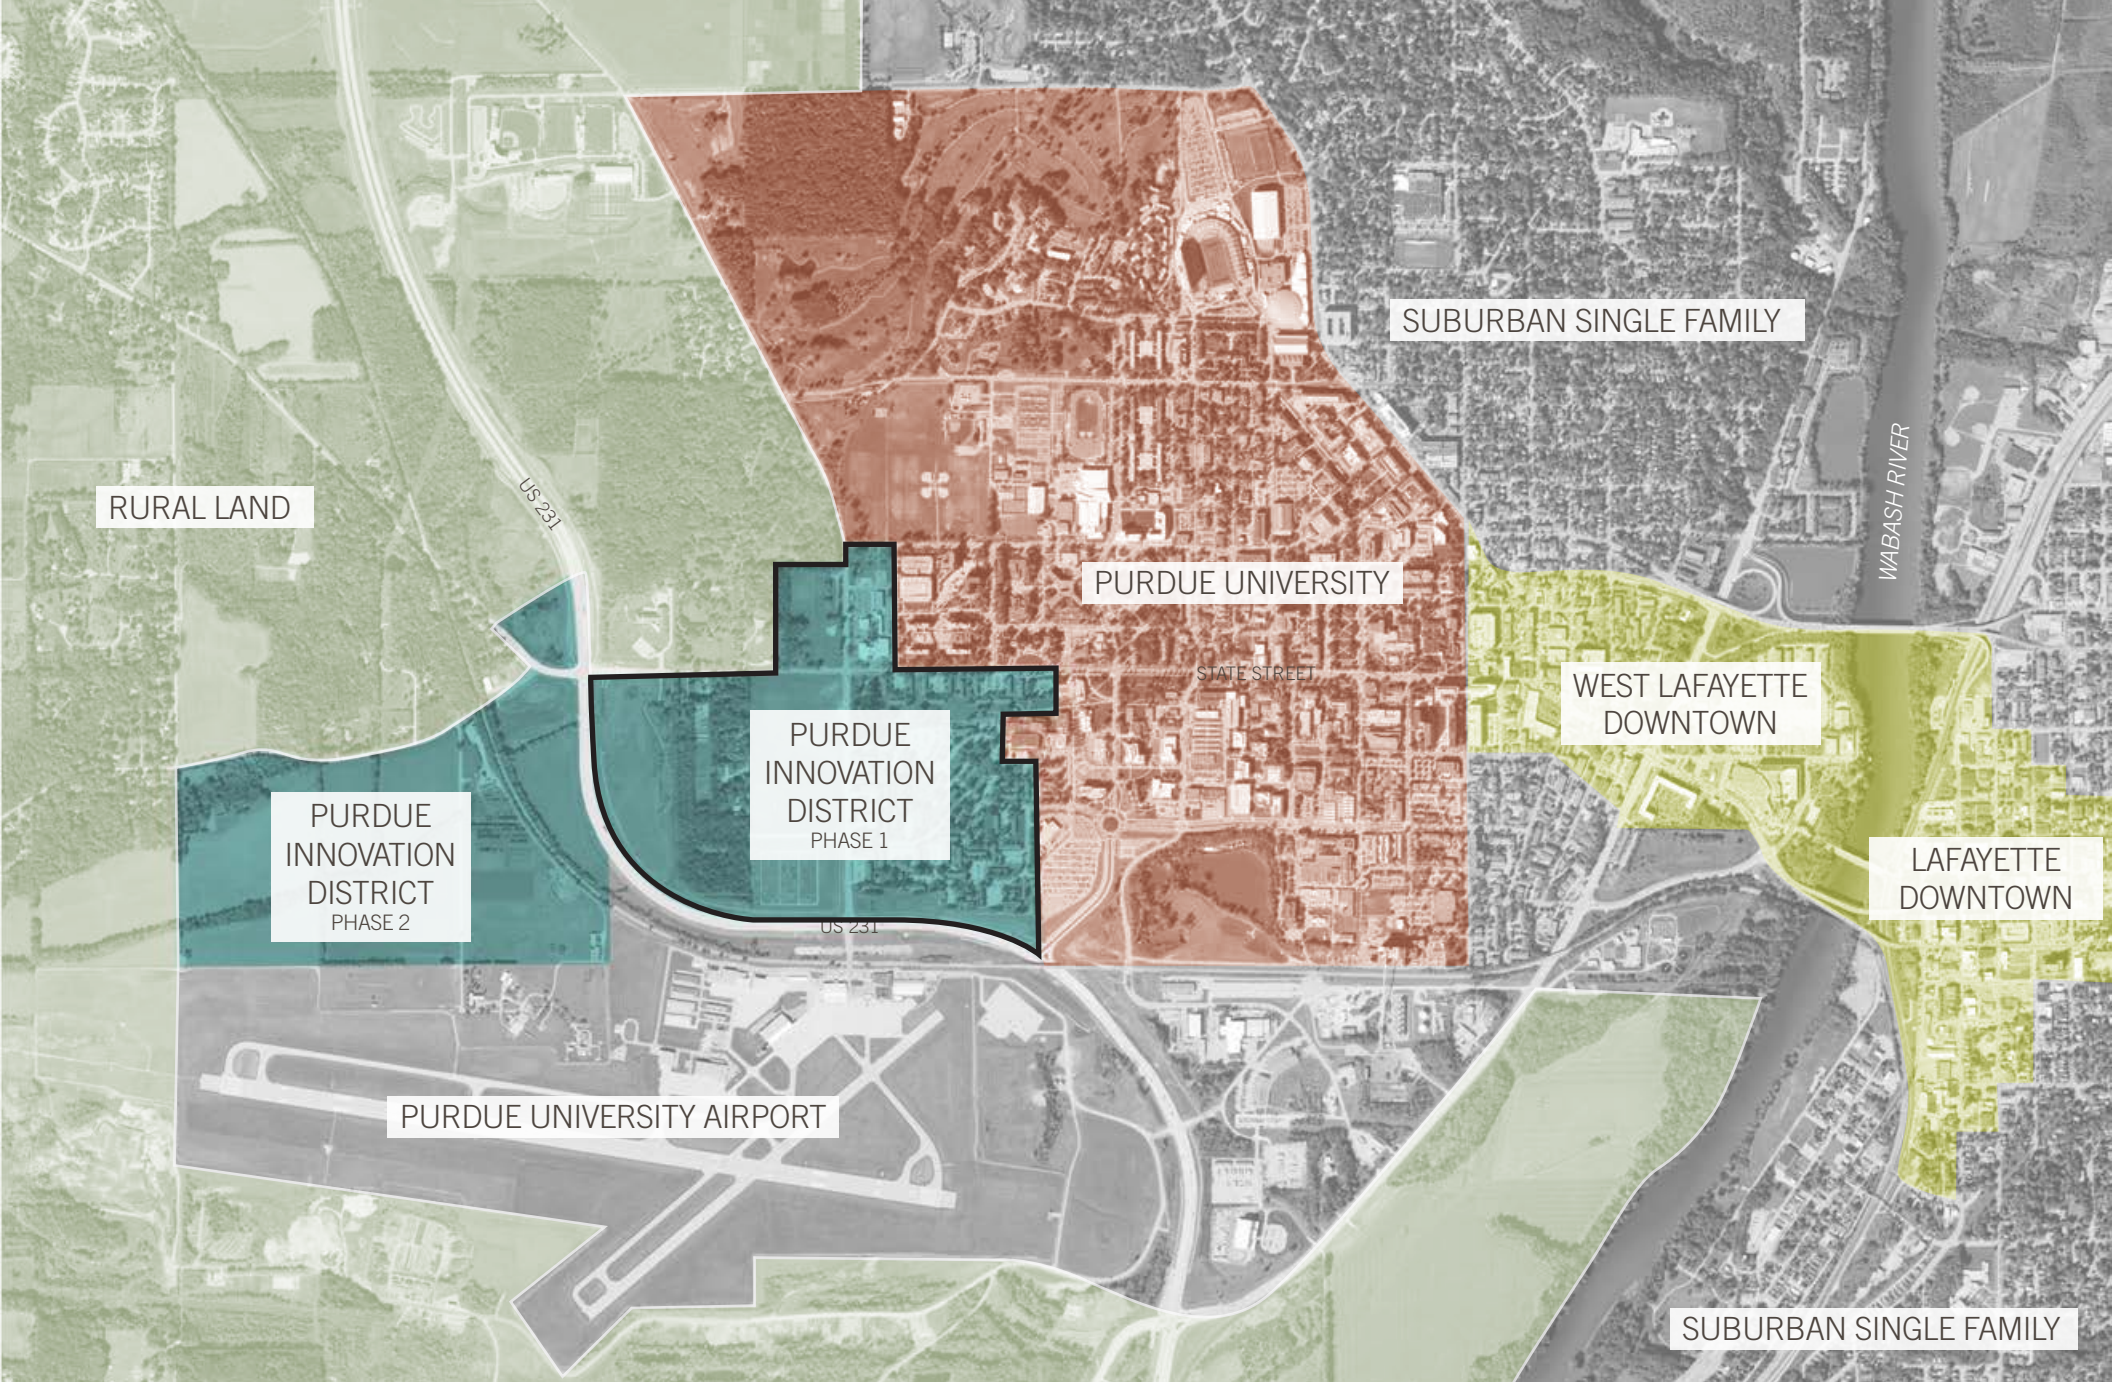 SUBURBAN SINGLE FAMILY
WABASH RIVER
RURAL LAND
US 231
PURDUE UNIVERSITY
STATE STREET
WEST LAFAYETTE
DOWNTOWN
PURDUE
INNOVATION
DISTRICT
PHASE 1
PURDUE
INNOVATION
DISTRICT
PHASE 2
LAFAYETTE
DOWNTOWN
US 231
PURDUE UNIVERSITY AIRPORT
SUBURBAN SINGLE FAMILY